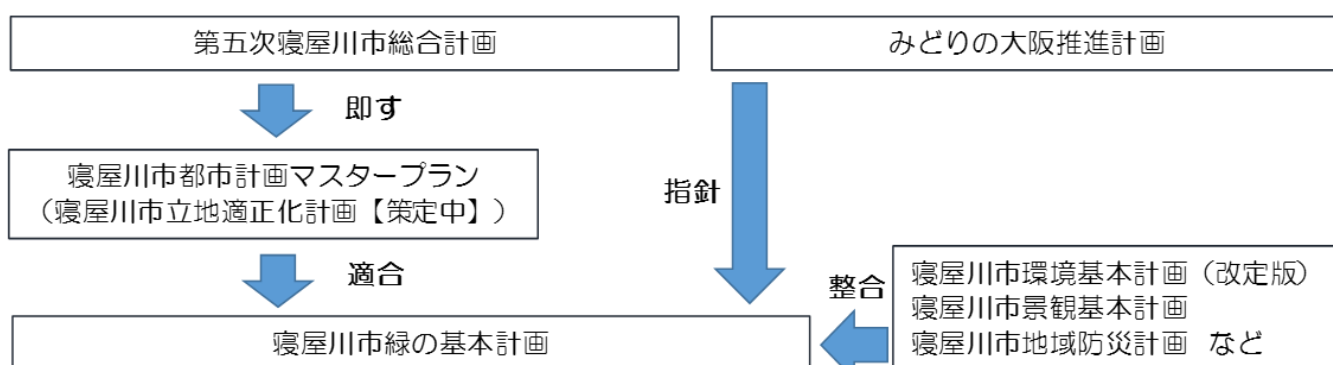 第五次寝屋川市総合計画
みどりの大阪推進計画
即す
寝屋川市都市計画マスタープラン
（寝屋川市立地適正化計画【策定中】）
指針
適合
整合
寝屋川市環境基本計画（改定版）
寝屋川市景観基本計画
寝屋川市地域防災計画 など
寝屋川市緑の基本計画